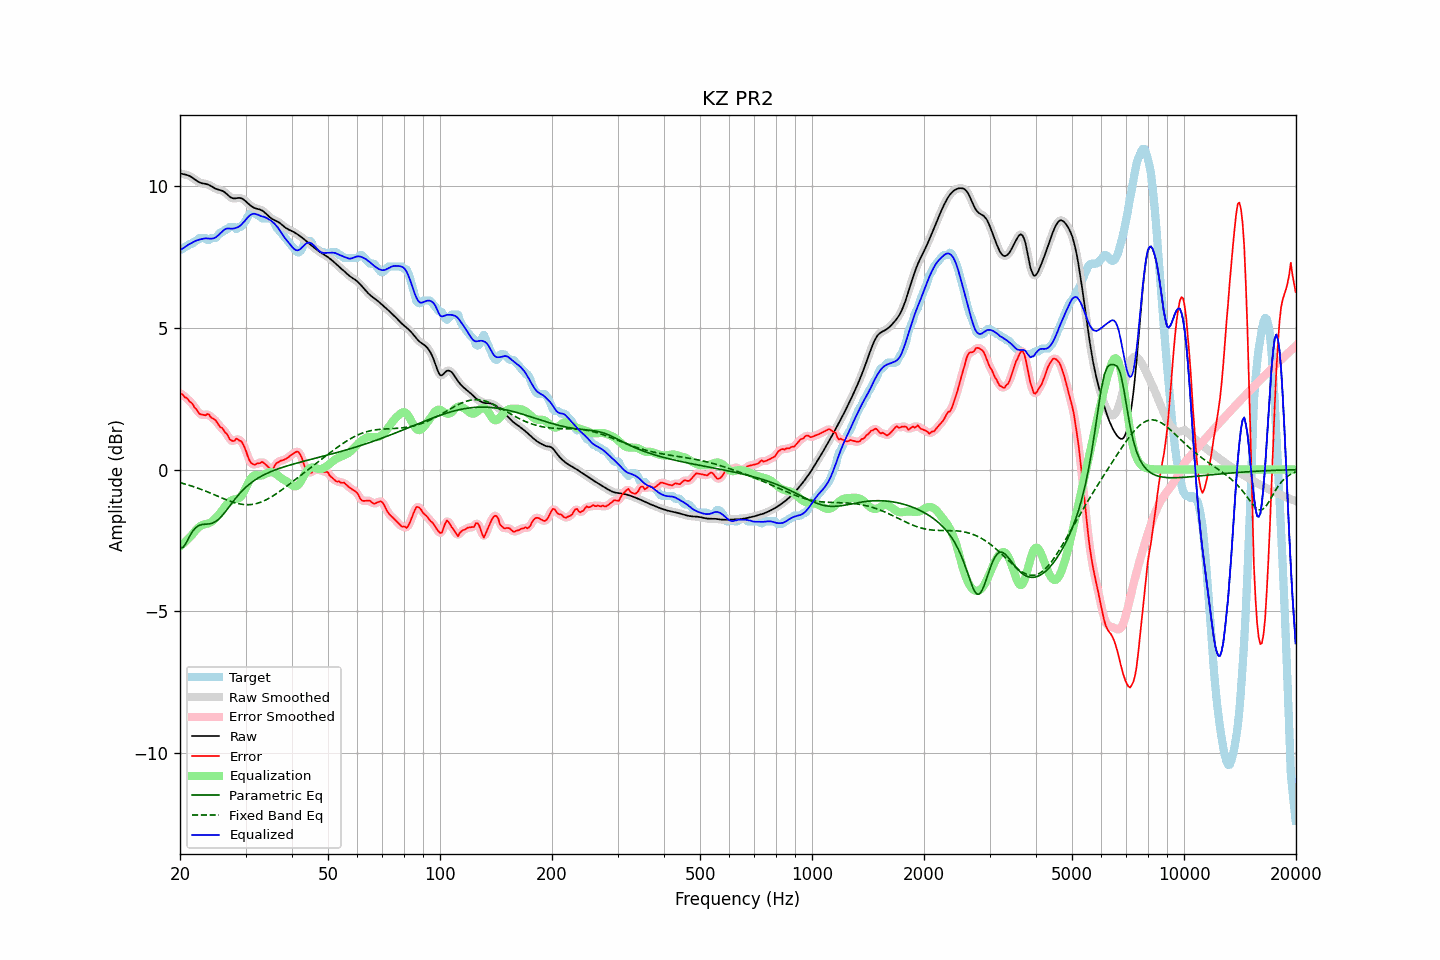 KZ PR2
Amplitude (dBr)
10
5
0
−5
−10
Target
Raw Smoothed
Error Smoothed
Raw
Error
Equalization
Parametric Eq
Fixed Band Eq
Equalized
20 50 100 200 500 1000 2000 5000 10000 20000
Frequency (Hz)